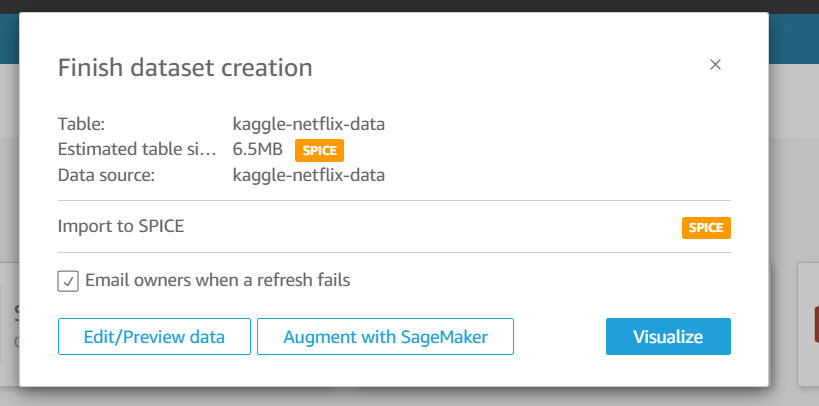 Finish dataset creation
Table: kaggle-netflix-data
Estimated table si... 6.5MB SPICE
Data source: kaggle-netflix-data
Import to SPICE SPICE
Email owners when a refresh fails
Edit/Preview data Augment with SageMaker Visualize